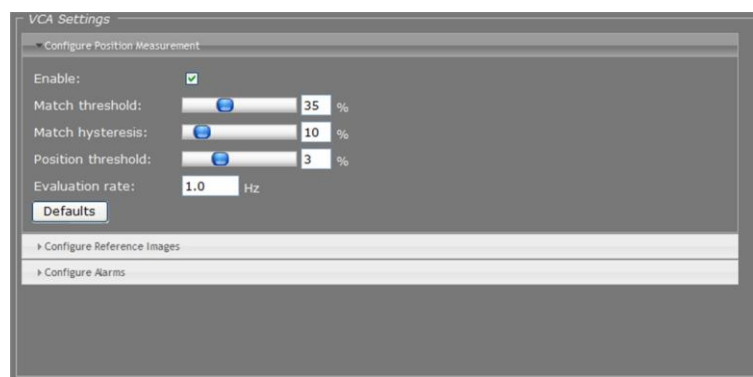 VCA Settings
Configure Position Measurement
Enable:
Match threshold: 35 %
Match hysteresis: 10 %
Position threshold: 3 %
Evaluation rate: 1.0 Hz
Defaults
Configure Reference Images
Configure Alarms